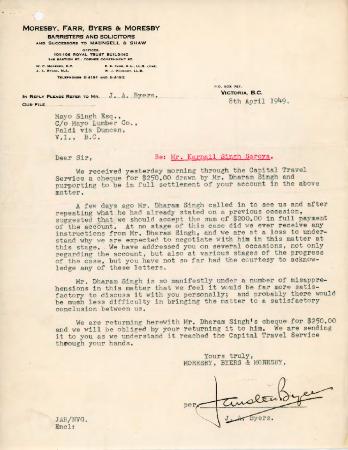 MORESBY, FARR, BYERS & MORESBY
BARRISTERS AND SOLICITORS
AND SUCCESSORS TO MAUNSELL & SHAW
OFFICES
101-106 ROYAL TRUST BUILDING
TELEPHONES
P.O. BOX 787
VICTORIA, B.C.
IN REPLY PLEASE REFER TO MR. J. A. Byers.
OUR FILE
8th April 1949.
Mayo Singh Esq.,
C/o Mayo Lumber Co.,
Paldi via Duncan,
V.I., B.C.
Dear Sir,
Re: Mr. Karnail Singh
We received yesterday morning through the Capital Travel
Service a cheque for $250.00 drawn by Mr. Dharam Singh and
purporting to be in full settlement of your account in the above
matter.
A few days ago Mr. Dharam Singh called in to see us and after
repeating what he had already stated on a previous occasion,
suggested that we should accept the sum of $200.00 in full payment
of the account. At no stage of this case did we ever receive any
instructions from Mr. Dharam Singh, and we are at a loss to under-
stand why we are expected to negotiate with him in this matter at
this stage. We have addressed you on several occasions, not only
regarding the account, but also at various stages of the progress
of the case, but you have not so far had the courtesy to acknow-
ledge any of these letters.
Mr. Dharam Singh is so manifestly under a number of misappre-
hensions in this matter that we feel it would be far more satis-
factory to discuss it with you personally; and probably there would
be much less difficulty in bringing the matter to a satisfactory
conclusion between us.
We are returning herewith Mr. Dharam Singh's cheque for $250.00
and we will be obliged by your returning it to him. We are sending
it to you as we understand it reached the Capital Travel Service
through your hands.
Yours truly,
MORESBY, BYERS & MORESBY.
per
J. A. Byers.
JAB/NVG.
Encl: